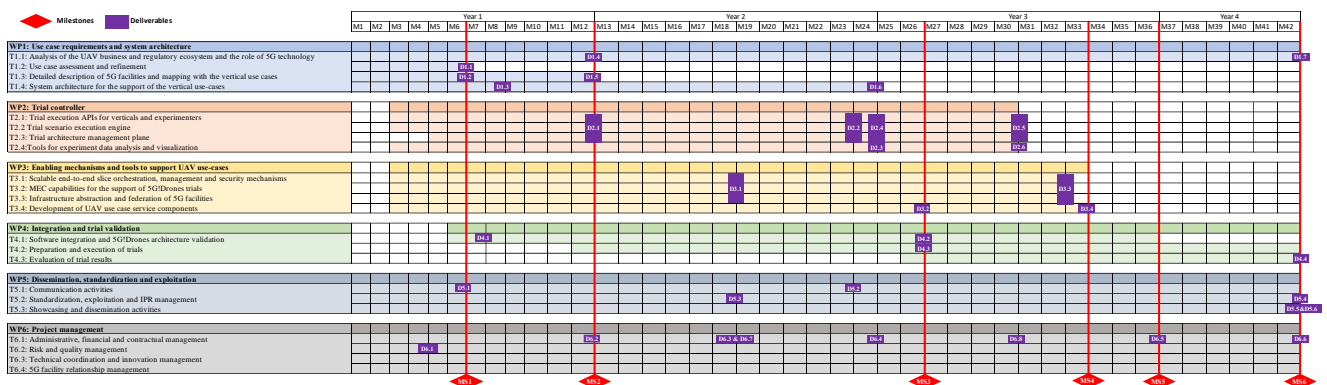 Milestones Deliverables Year 1 Year 2 Year 3 Year 4
M1 M2 M3 M4 M5 M6 M7 M8 M9 M10 M11 M12 M13 M14 M15 M16 M17 M18 M19 M20 M21 M22 M23 M24 M25 M26 M27 M28 M29 M30 M31 M32 M33 M34 M35 M36 M37 M38 M39 M40 M41 M42
WP1: Use case requirements and system architecture
T1.1: Analysis of the UAV business and regulatory ecosystem and the role of 5G technology D1.4 D1.7
T1.2: Use case assessment and refinement D1.1
T1.3: Detailed description of 5G facilities and mapping with the vertical use cases D1.2 D1.5
T1.4: System architecture for the support of the vertical use-cases D1.3 D1.6
WP2: Trial controller
T2.1: Trial execution APIs for verticals and experimenters
T2.2 Trial scenario execution engine D2.1 D2.2 D2.4 D2.5
T2.3: Trial architecture management plane
T2.4:Tools for experiment data analysis and visualization D2.3 D2.6
WP3: Enabling mechanisms and tools to support UAV use-cases
T3.1: Scalable end-to-end slice orchestration, management and security mechanisms
T3.2: MEC capabilities for the support of 5G!Drones trials D3.1 D3.3
T3.3: Infrastructure abstraction and federation of 5G facilities
T3.4: Development of UAV use case service components D3.2 D3.4
WP4: Integration and trial validation
T4.1: Software integration and 5G!Drones architecture validation D4.1 D4.2
T4.2: Preparation and execution of trials D4.3
T4.3: Evaluation of trial results D4.4
WP5: Dissemination, standardization and exploitation
T5.1: Communication activities D5.1 D5.2
T5.2: Standardization, exploitation and IPR management D5.3 D5.4
T5.3: Showcasing and dissemination activities D5.5&D5.6
WP6: Project management
T6.1: Administrative, financial and contractual management D6.2 D6.3 & D6.7 D6.4 D6.8 D6.5 D6.6
T6.2: Risk and quality management D6.1
T6.3: Technical coordination and innovation management
T6.4: 5G facility relationship management
MS1 MS2 MS3 MS4 MS5 MS6